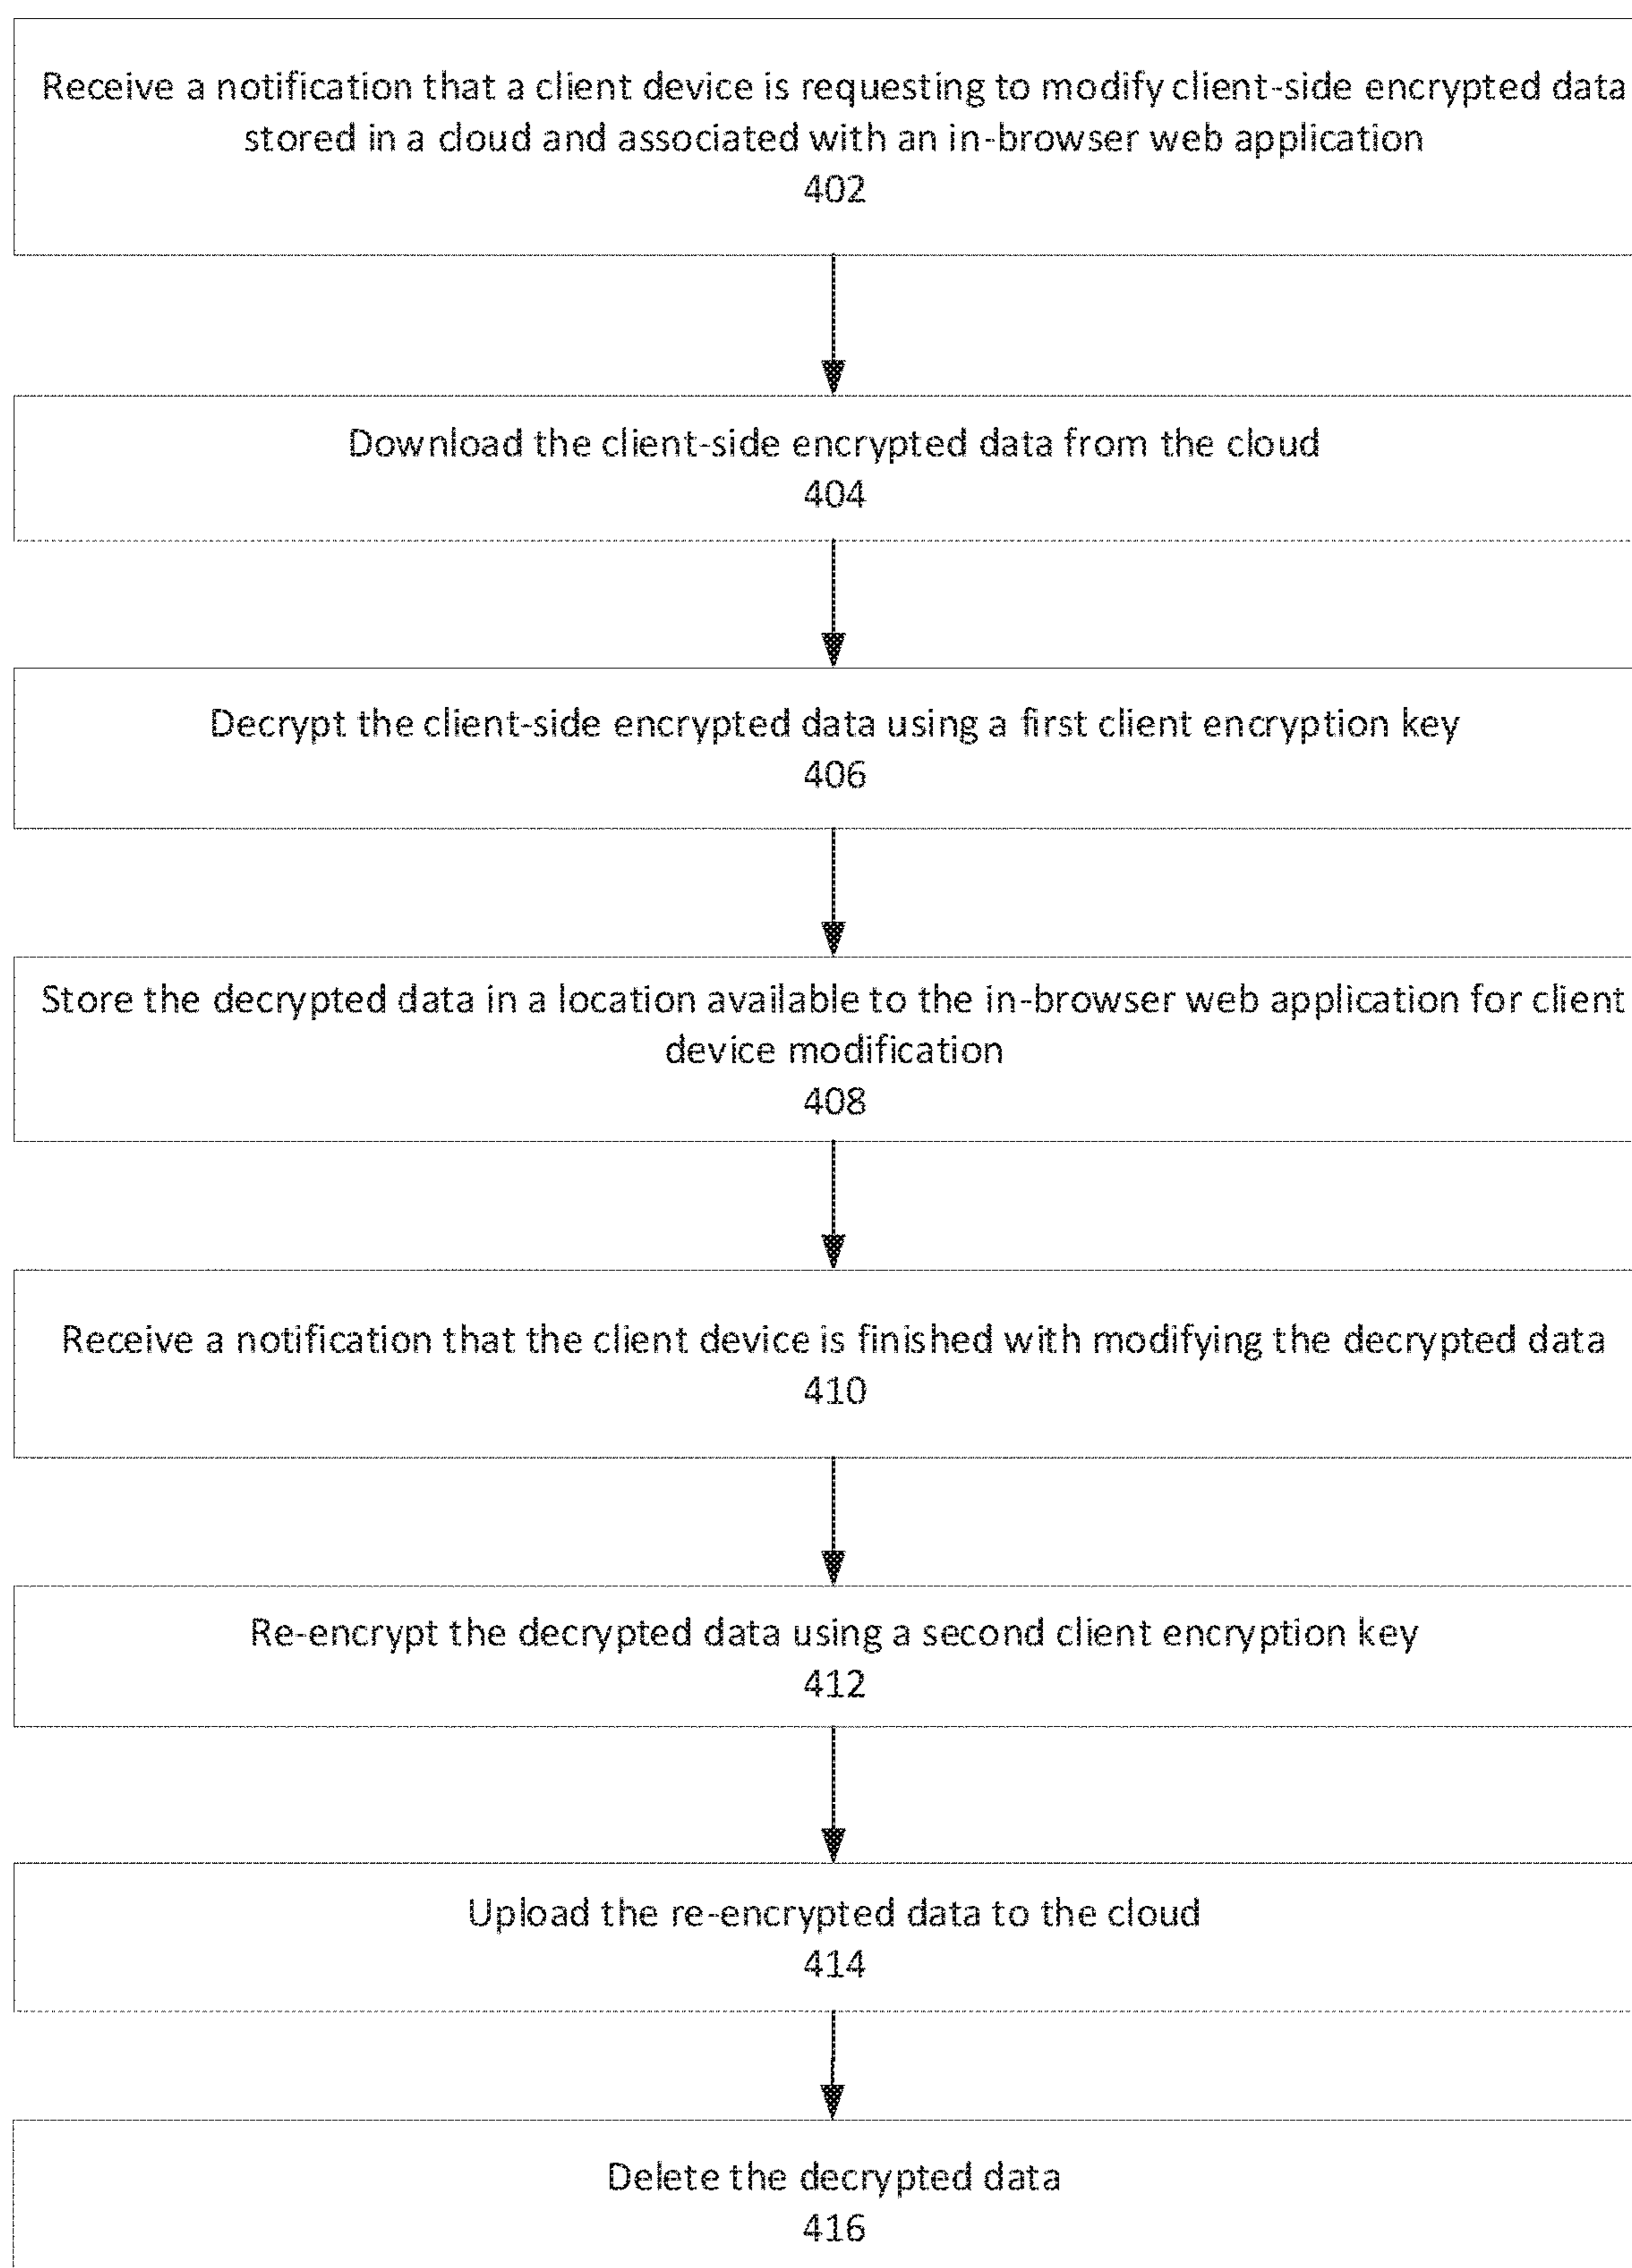 Receive a notification that a client device is requesting to modify client-side encrypted data
stored in a cloud and associated with an in-browser web application
402
Download the client-side encrypted data from the cloud
404
Decrypt the client-side encrypted data using a first client encryption key
406
Store the decrypted data in a location available to the in-browser web application for client
device modification
408
Receive a notification that the client device is finished with modifying the decrypted data
410
Re-encrypt the decrypted data using a second client encryption key
412
Upload the re-encrypted data to the cloud
414
Delete the decrypted data
416